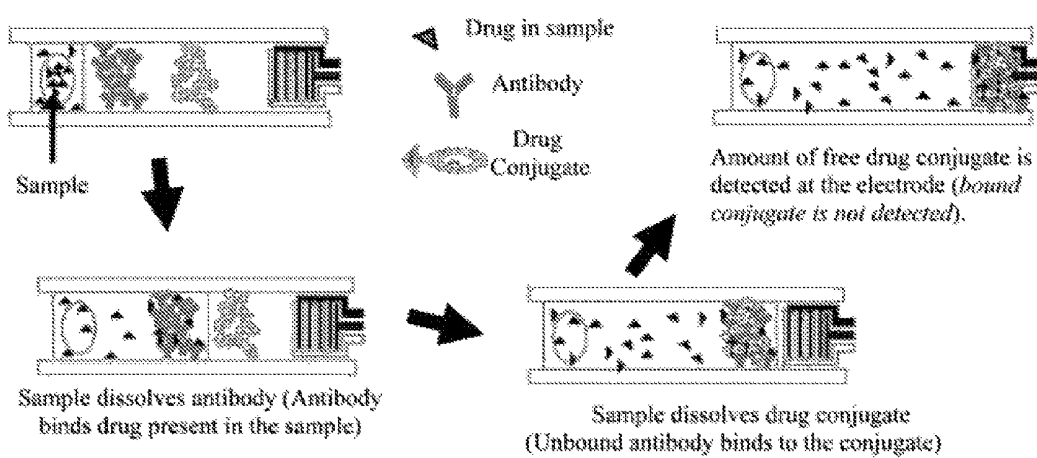 Drug in sample
Antibody
Drug
Conjugate
Sample
Amount of free drug conjugate is
detected at the electrode (bound
conjugate is not detected).
Sample dissolves antibody (Antibody
binds drug present in the sample)
Sample dissolves drug conjugate
(Unbound antibody binds to the conjugate)